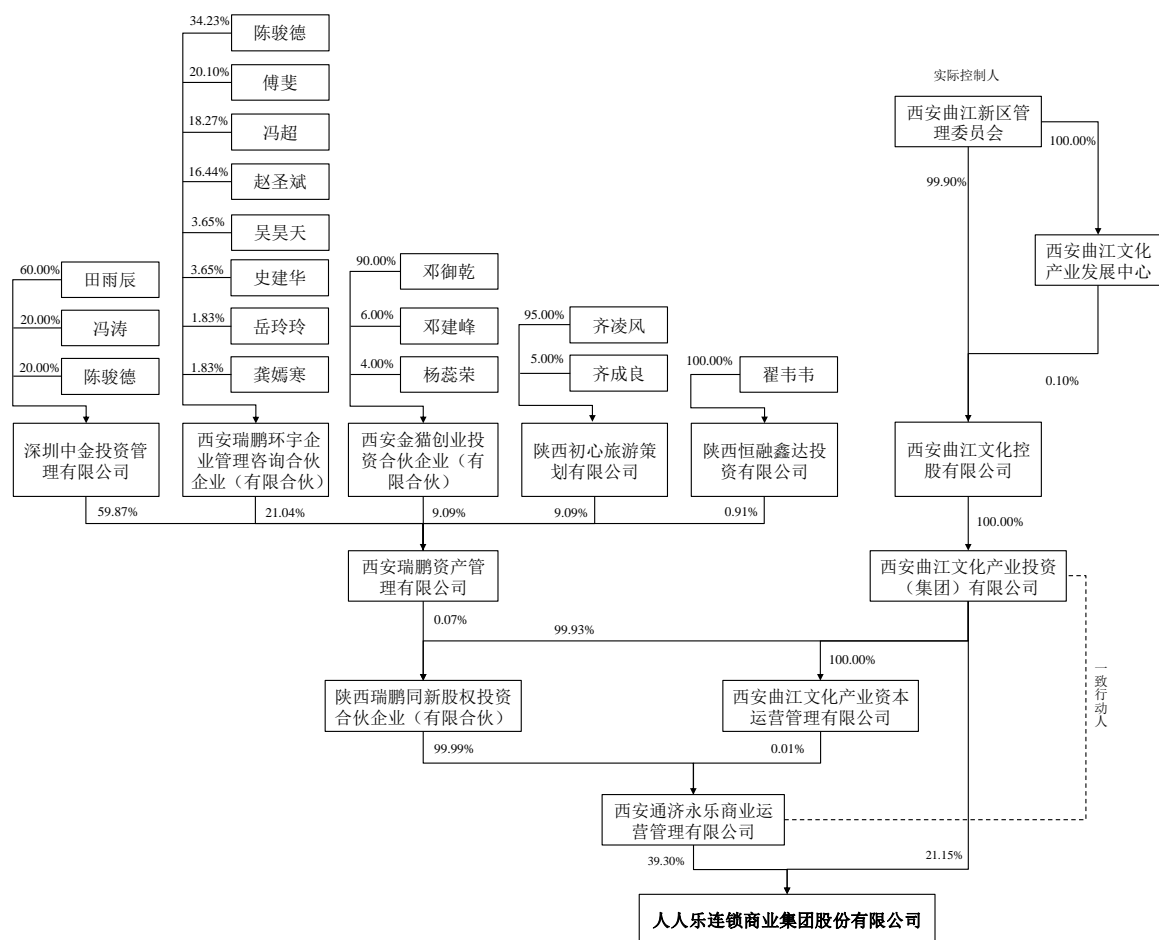 34.23%
陈骏德
20.10%
傅斐
18.27%
冯超
16.44%
赵圣斌
3.65%
吴昊天
3.65%
史建华
1.83%
岳玲玲
1.83%
龚嫣寒
60.00%
田雨辰
20.00%
冯涛
20.00%
陈骏德
90.00%
邓御乾
6.00%
邓建峰
4.00%
杨蕊荣
95.00%
齐凌风
5.00%
齐成良
100.00%
翟韦韦
实际控制人
西安曲江新区管
理委员会
100.00%
99.90%
西安曲江文化
产业发展中心
0.10%
深圳中金投资管
理有限公司
西安瑞鹏环宇企
业管理咨询合伙
企业（有限合伙）
西安金猫创业投
资合伙企业（有
限合伙）
陕西初心旅游策
划有限公司
陕西恒融鑫达投
资有限公司
西安曲江文化控
股有限公司
59.87%
21.04%
9.09%
9.09%
0.91%
100.00%
西安瑞鹏资产管
理有限公司
西安曲江文化产业投资
（集团）有限公司
0.07%
99.93%
100.00%
陕西瑞鹏同新股权投资
合伙企业（有限合伙）
西安曲江文化产业资本
运营管理有限公司
一致行动人
99.99%
0.01%
西安通济永乐商业运
营管理有限公司
39.30%
21.15%
人人乐连锁商业集团股份有限公司